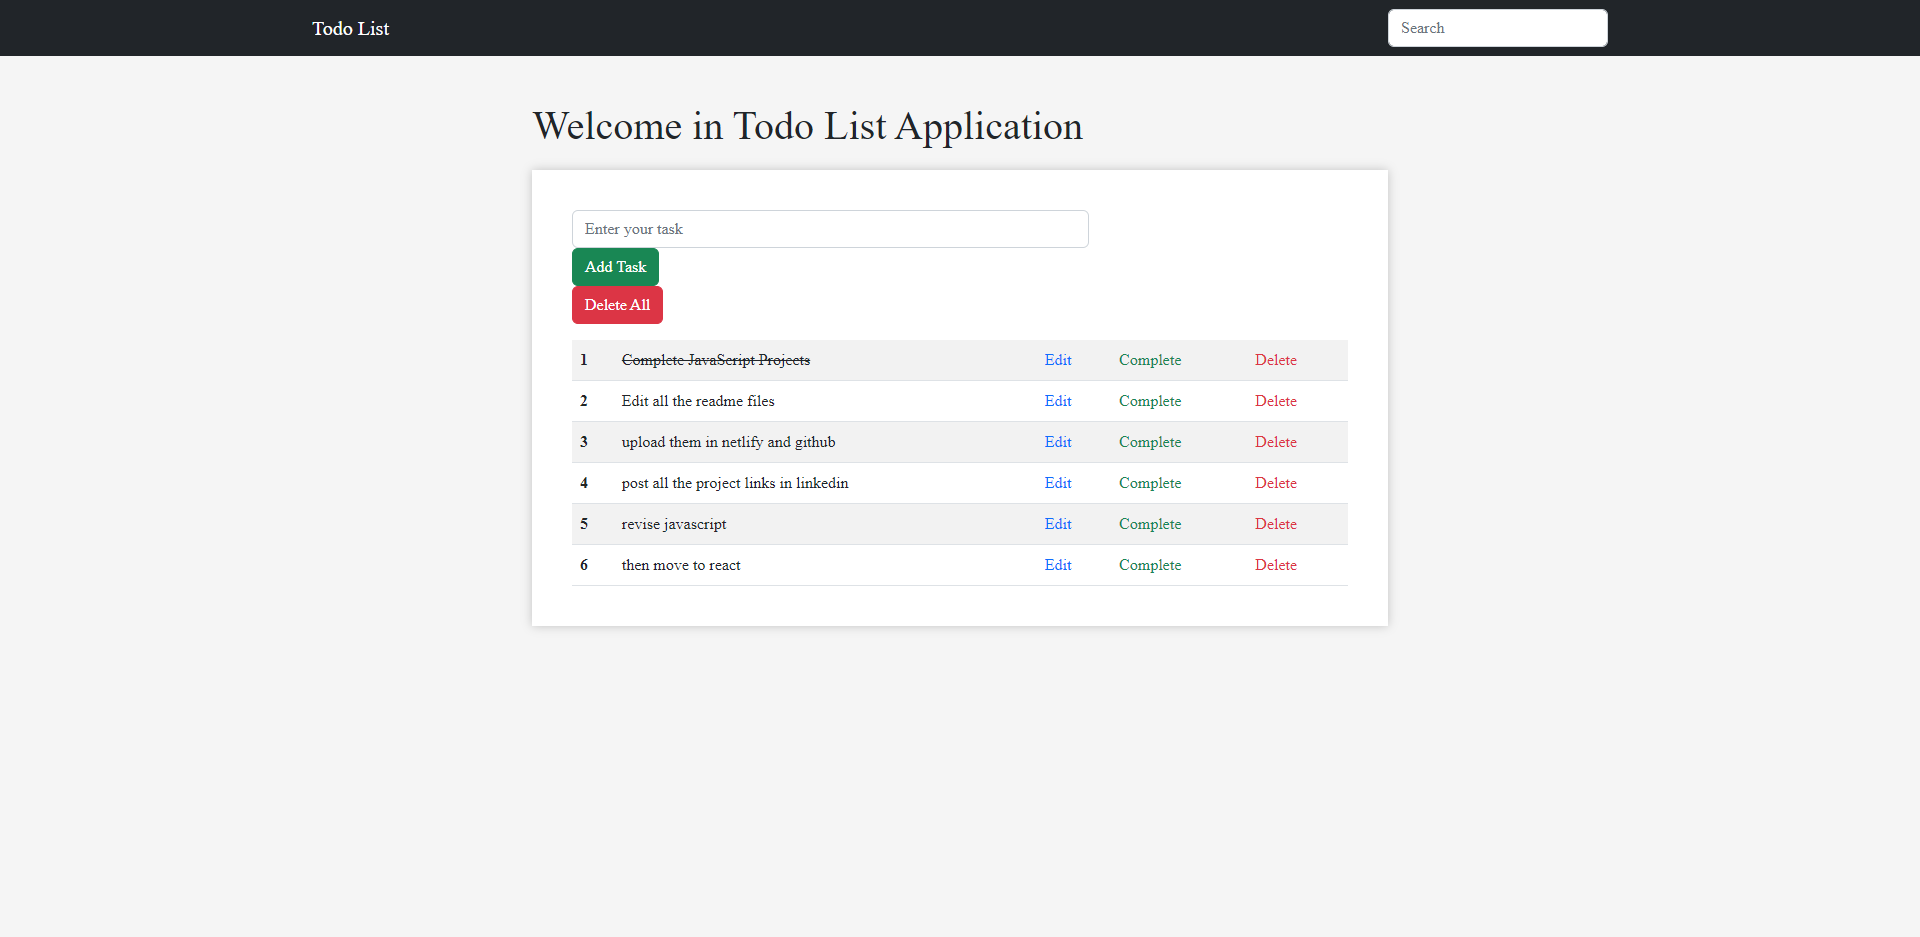 Todo List Search
Welcome in Todo List Application
Enter your task
Add Task
Delete All
1 Complete JavaScript Projects Edit Complete Delete
2 Edit all the readme files Edit Complete Delete
3 upload them in netlify and github Edit Complete Delete
4 post all the project links in linkedin Edit Complete Delete
5 revise javascript Edit Complete Delete
6 then move to react Edit Complete Delete